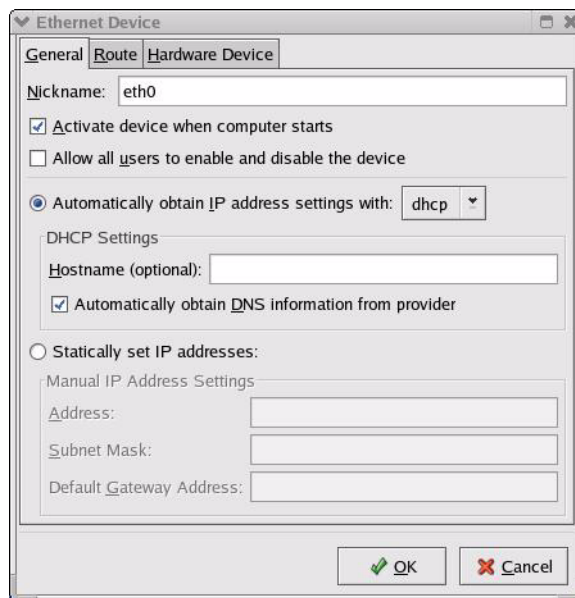 Ethernet Device
General Route Hardware Device
Nickname: eth0
Activate device when computer starts
Allow all users to enable and disable the device
Automatically obtain IP address settings with: dhcp
DHCP Settings
Hostname (optional):
Automatically obtain DNS information from provider
Statically set IP addresses:
Manual IP Address Settings
Address:
Subnet Mask:
Default Gateway Address:
OK Cancel